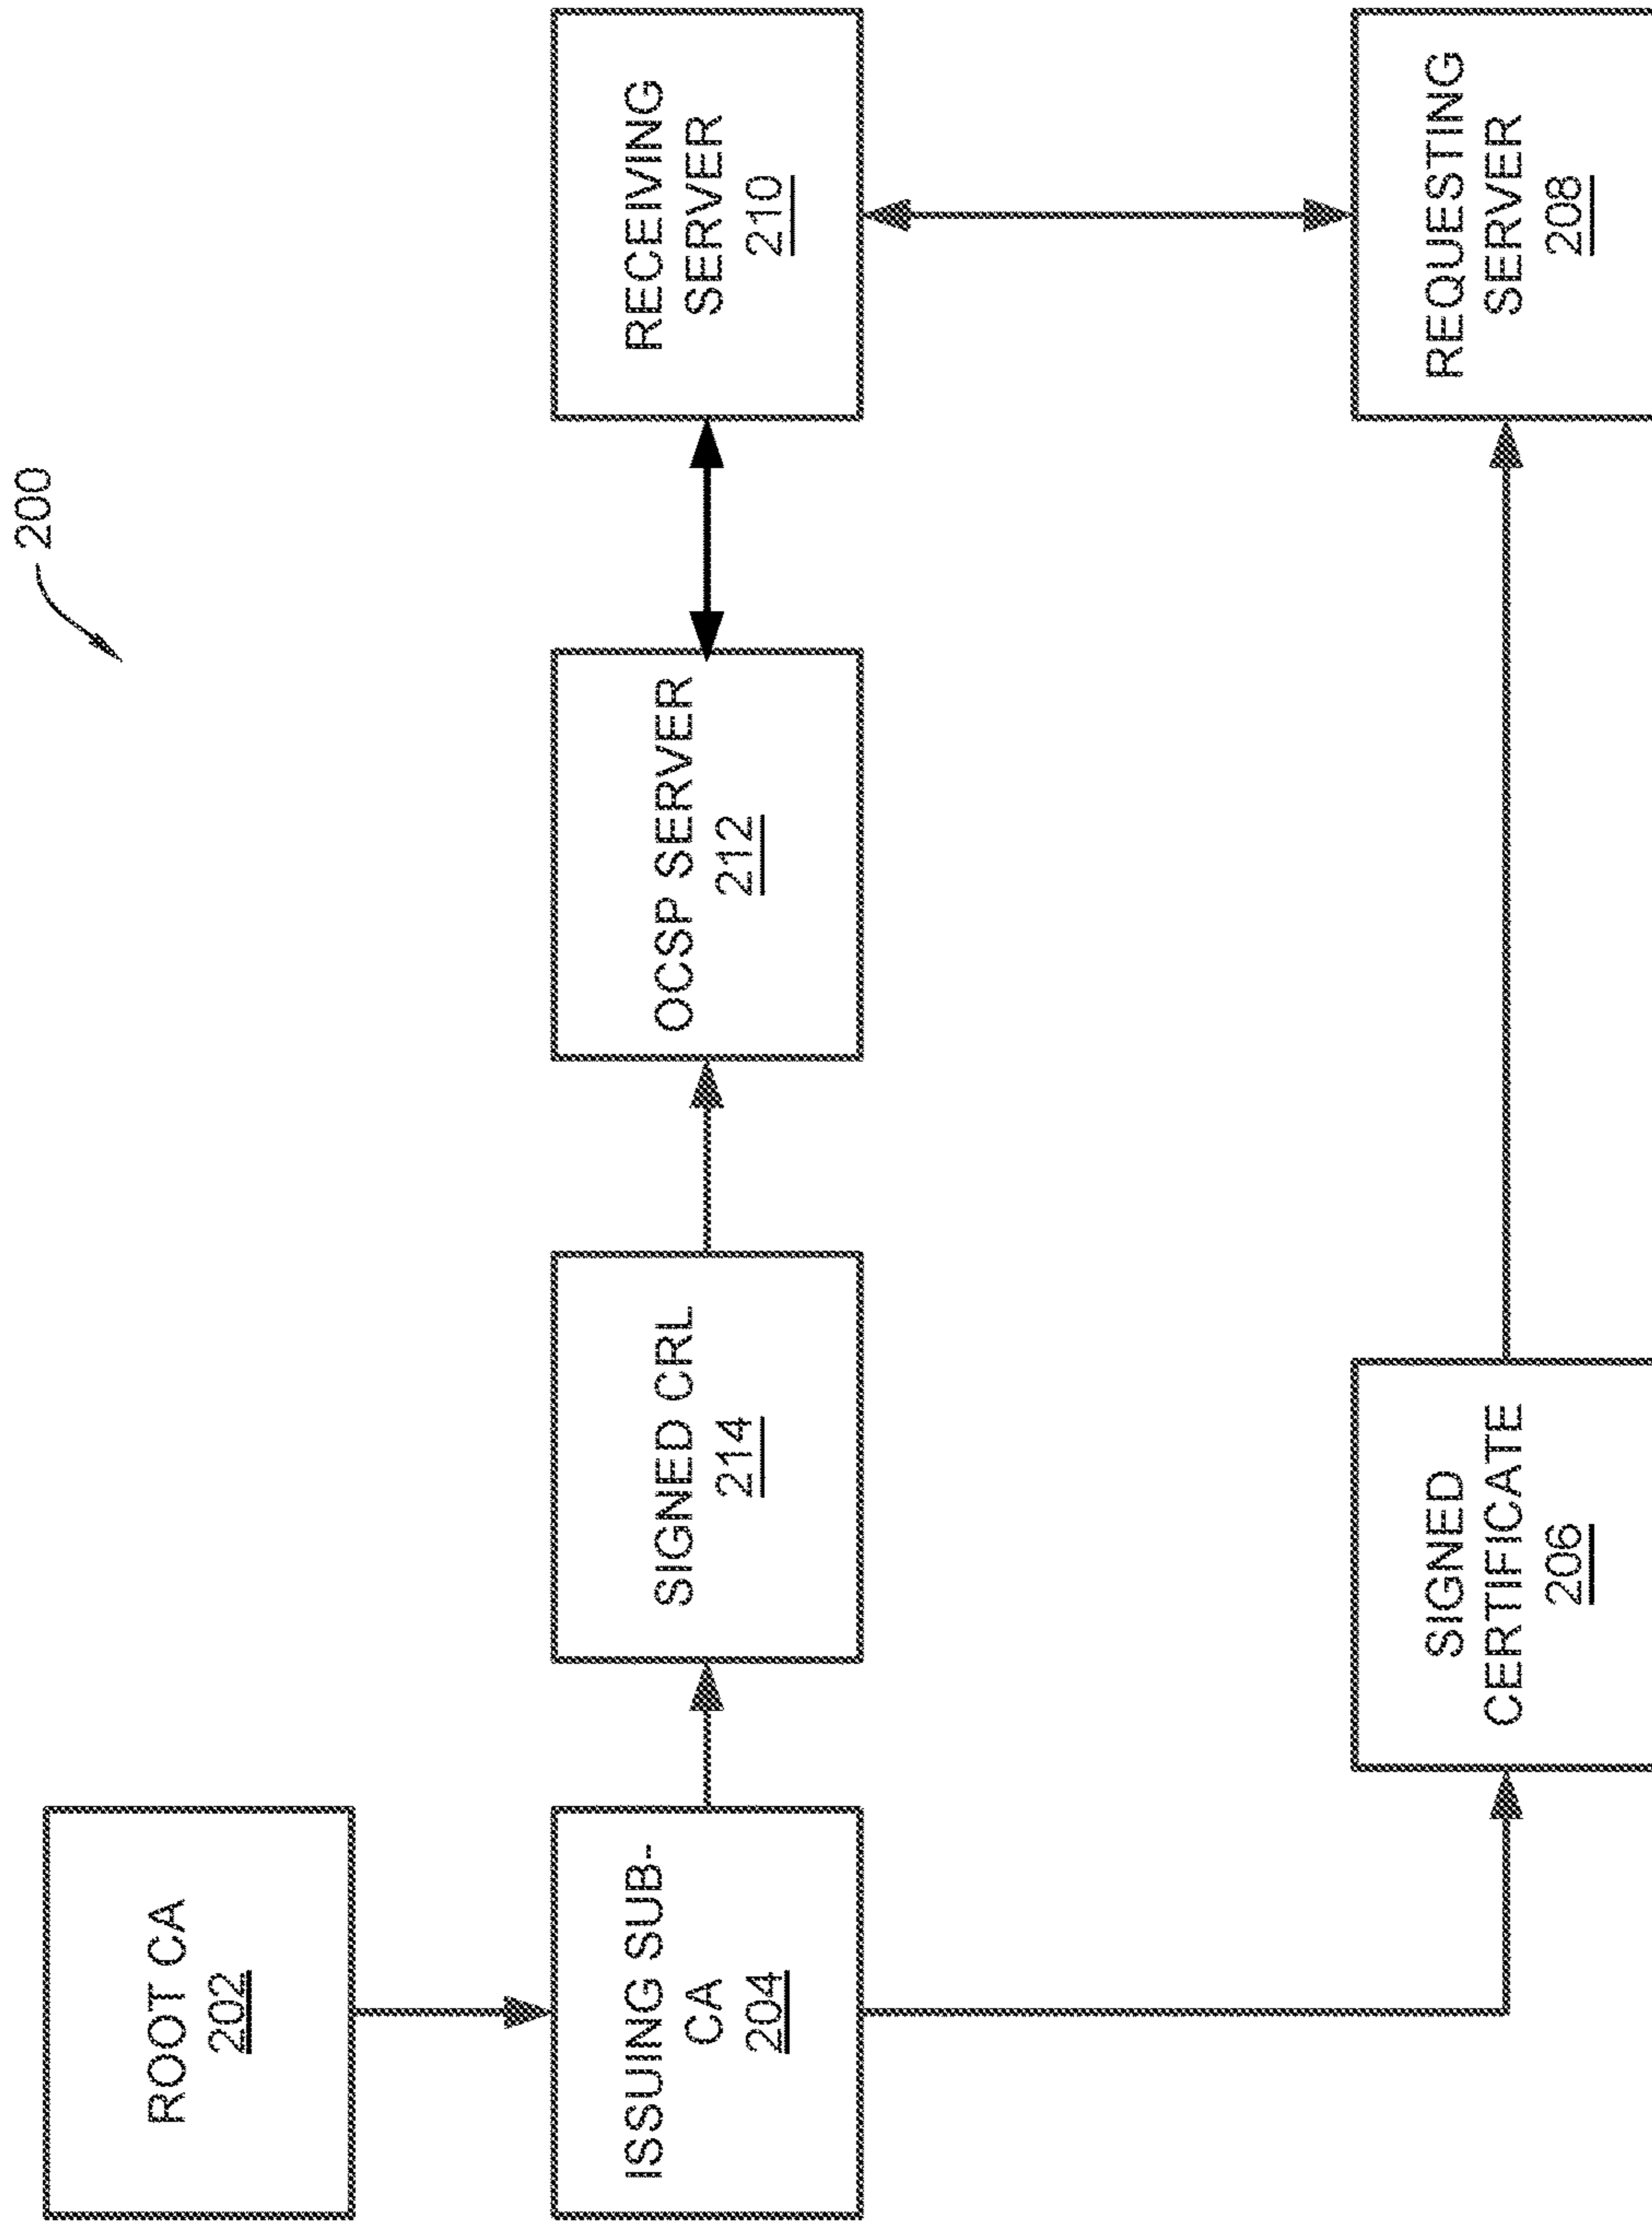 200
ROOT CA
202
ISSUING SUB-
CA
204
SIGNED CRL
214
OCSP SERVER
212
RECEIVING
SERVER
210
SIGNED
CERTIFICATE
206
REQUESTING
SERVER
208